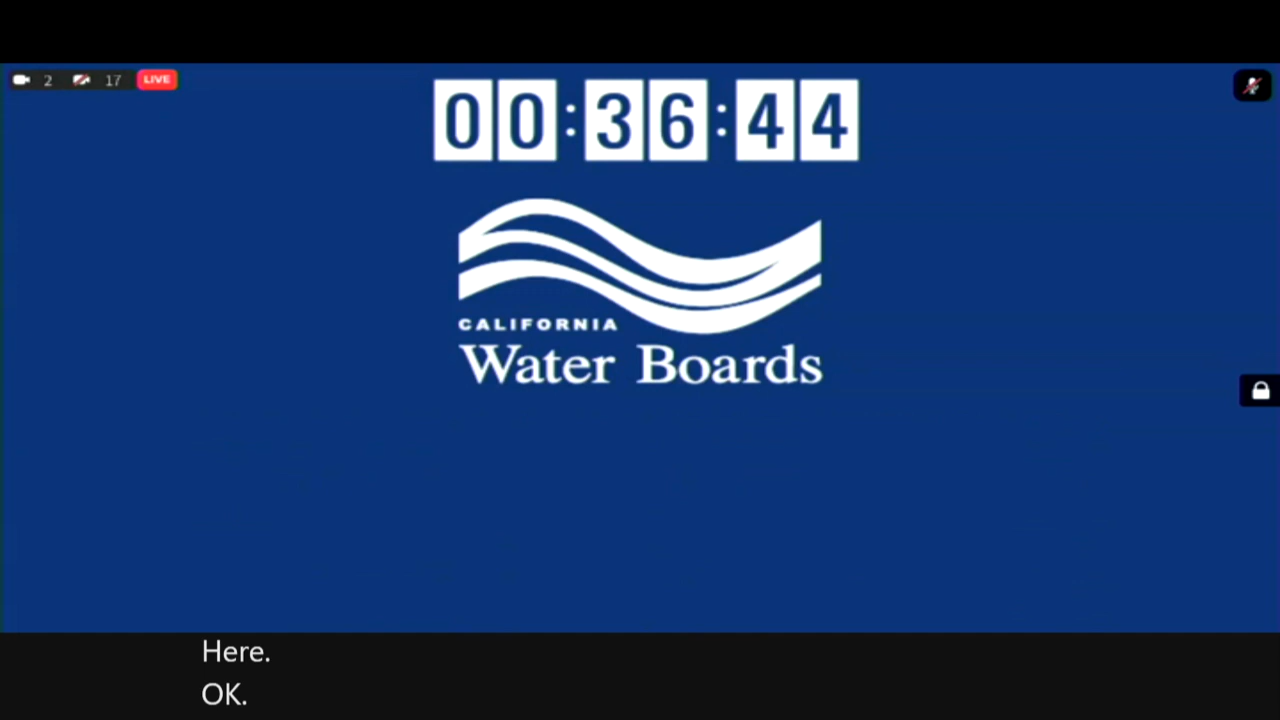 2 17 LIVE
00:36:44
CALIFORNIA
Water Boards
Here.
OK.